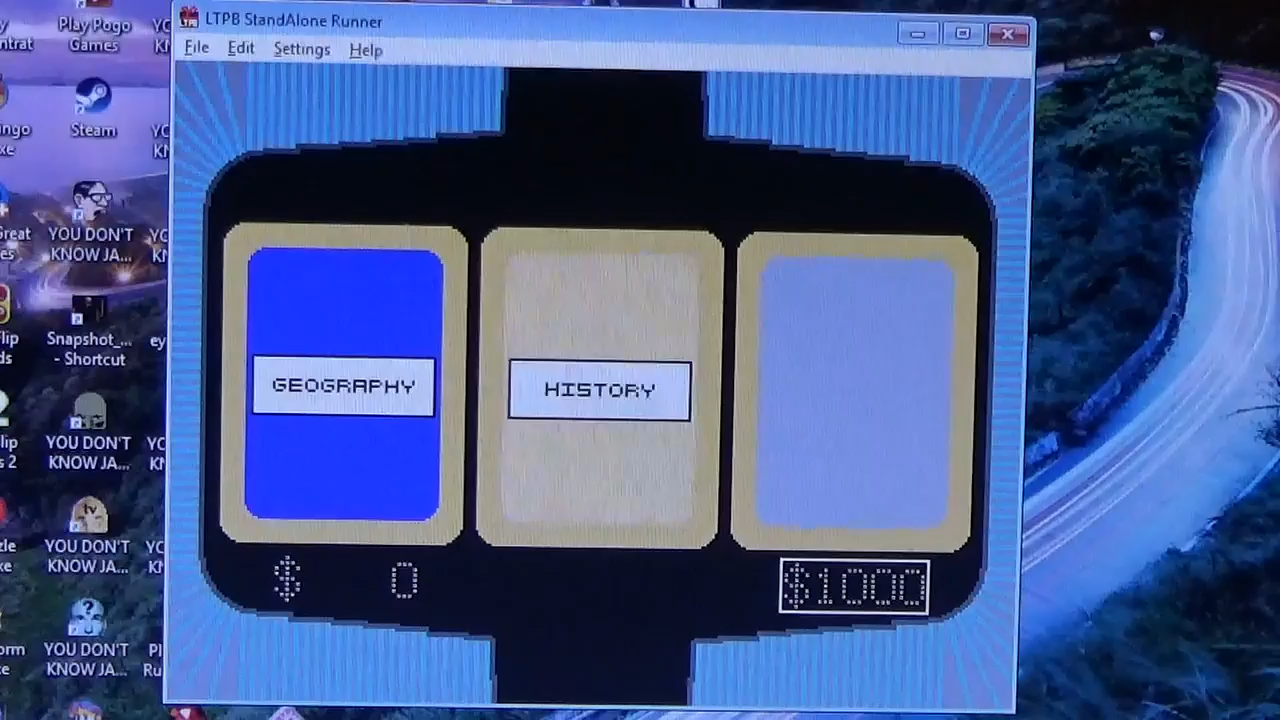 LTPB StandAlone Runner
File Edit Settings Help
GEOGRAPHY
HISTORY
$ 0
$1000
Play Pogo
Games
Steam
YOU DON'T
KNOW JA...
Snapshot_...
- Shortcut
YOU DON'T
KNOW JA...
YOU DON'T
KNOW JA...
YOU DON'T
KNOW JA...